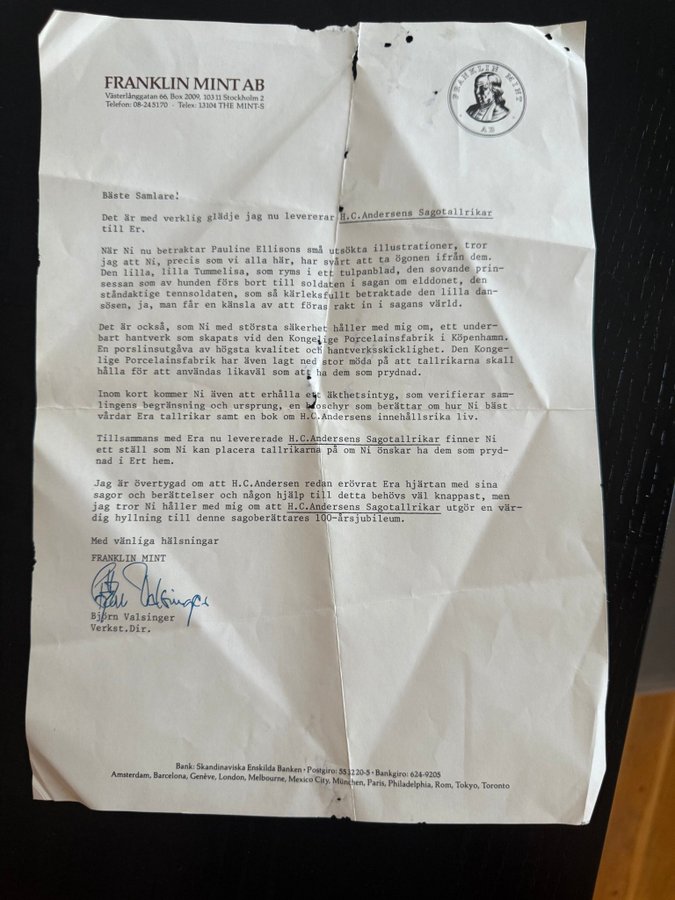 FRANKLIN MINT AB
Västerlånggatan 66, Box 2009, 103 11 Stockholm 2
Telefon: 08-24 51 70 · Telex: 13104 THE MINT-S
FRANKLIN MINT
AB
Bäste Samlare!
Det är med verklig glädje jag nu levererar H.C.Andersens Sagotallrikar
till Er.
När Ni nu betraktar Pauline Ellisons små utsökta illustrationer, tror
jag att Ni, precis som vi alla här, har svårt att ta ögonen ifrån dem.
Den lilla, lilla Tummelisa, som ryms i ett tulpanblad, den sovande prin-
sessan som av hunden förs bort till soldaten i sagan om elddonet, den
ståndaktige tennsoldaten, som så kärleksfullt betraktade den lilla dan-
sösen, ja, man får en känsla av att föras rakt in i sagans värld.
Det är också, som Ni med största säkerhet håller med mig om, ett under-
bart hantverk som skapats vid den Kongelige Porcelainsfabrik i Köpenhamn.
En porslinsutgåva av högsta kvalitet och hantverksskicklighet. Den Konge-
lige Porcelainsfabrik har även lagt ned stor möda på att tallrikarna skall
hålla för att användas likaväl som att ha dem som prydnad.
Inom kort kommer Ni även att erhålla ett äkthetsintyg, som verifierar sam-
lingens begränsning och ursprung, en broschyr som berättar om hur Ni bäst
vårdar Era tallrikar samt en bok om H.C.Andersens innehållsrika liv.
Tillsammans med Era nu levererade H.C.Andersens Sagotallrikar finner Ni
ett ställ som Ni kan placera tallrikarna på om Ni önskar ha dem som pryd-
nad i Ert hem.
Jag är övertygad om att H.C.Andersen redan erövrat Era hjärtan med sina
sagor och berättelser och någon hjälp till detta behövs väl knappast, men
jag tror Ni håller med mig om att H.C.Andersens Sagotallrikar utgör en vär-
dig hyllning till denne sagoberättares 100-årsjubileum.
Med vänliga hälsningar
FRANKLIN MINT
Björn Valsinger
Björn Valsinger
Verkst.Dir.
Bank: Skandinaviska Enskilda Banken · Postgiro: 55 32 20-5 · Bankgiro: 624-9205
Amsterdam, Barcelona, Genève, London, Melbourne, Mexico City, München, Paris, Philadelphia, Rom, Tokyo, Toronto